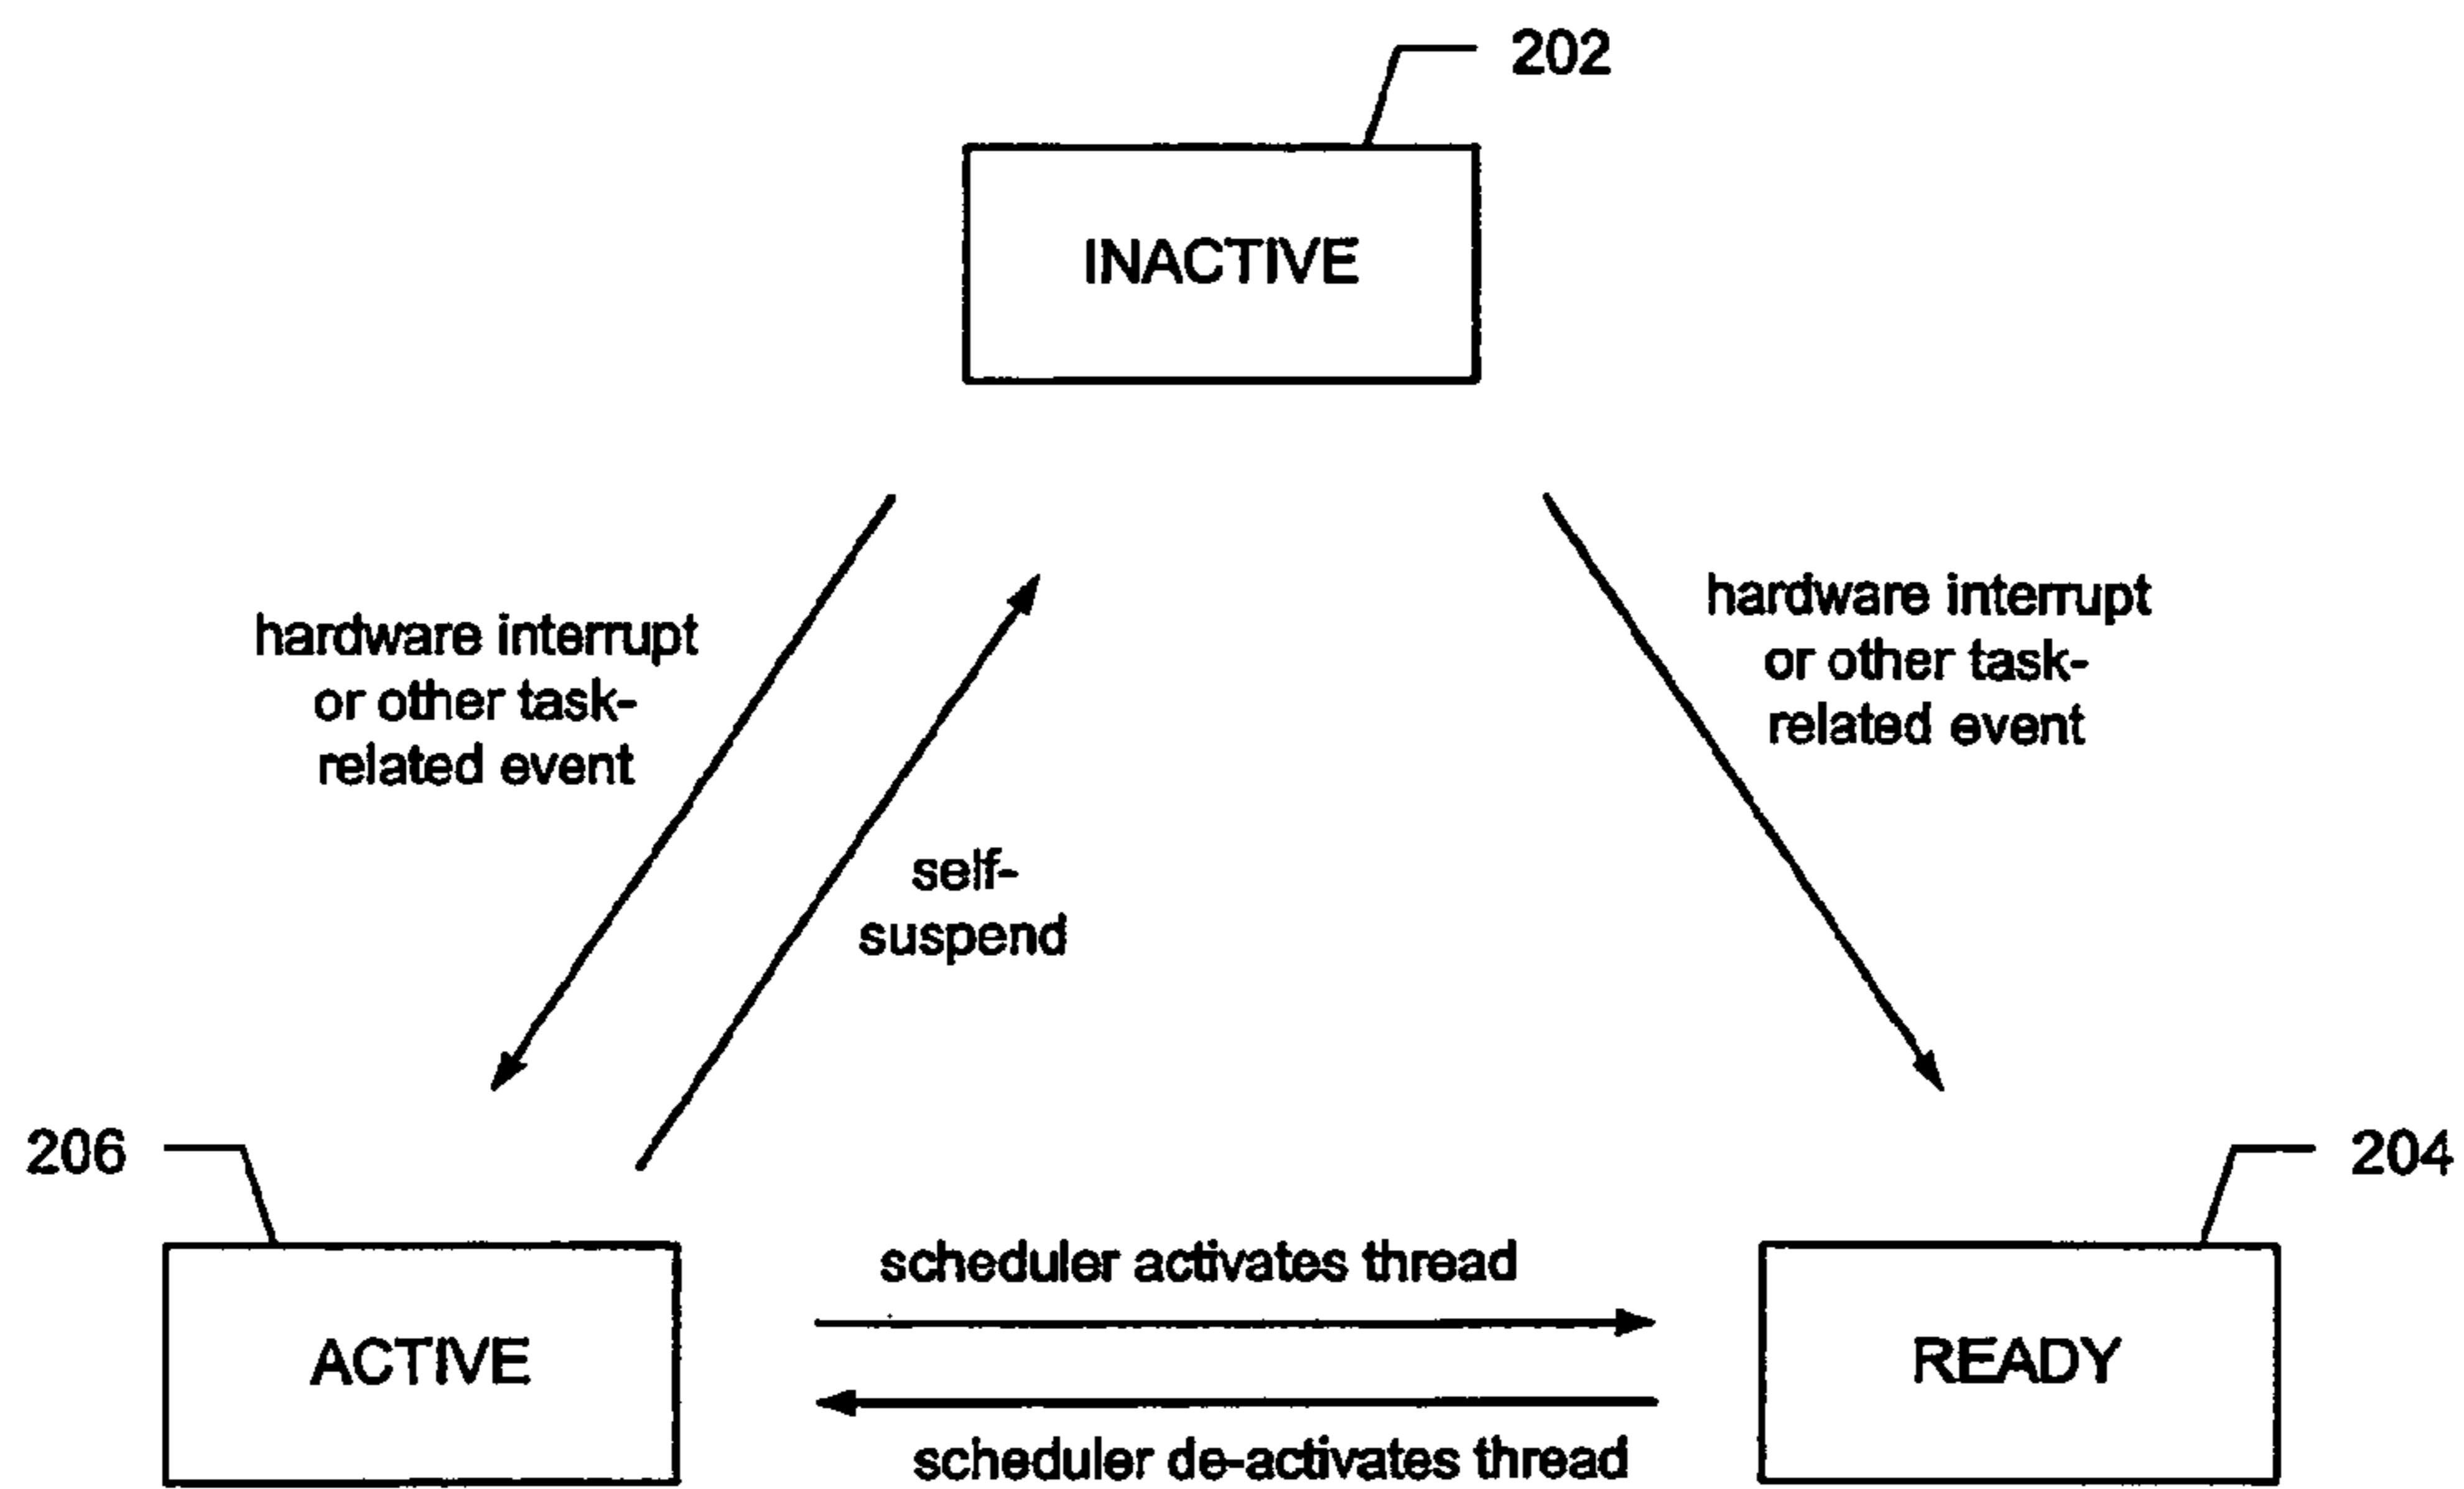 202
INACTIVE
hardware interrupt
or other task-
related event
hardware interrupt
or other task-
related event
self-
suspend
206
204
scheduler activates thread
ACTIVE
READY
scheduler de-activates thread